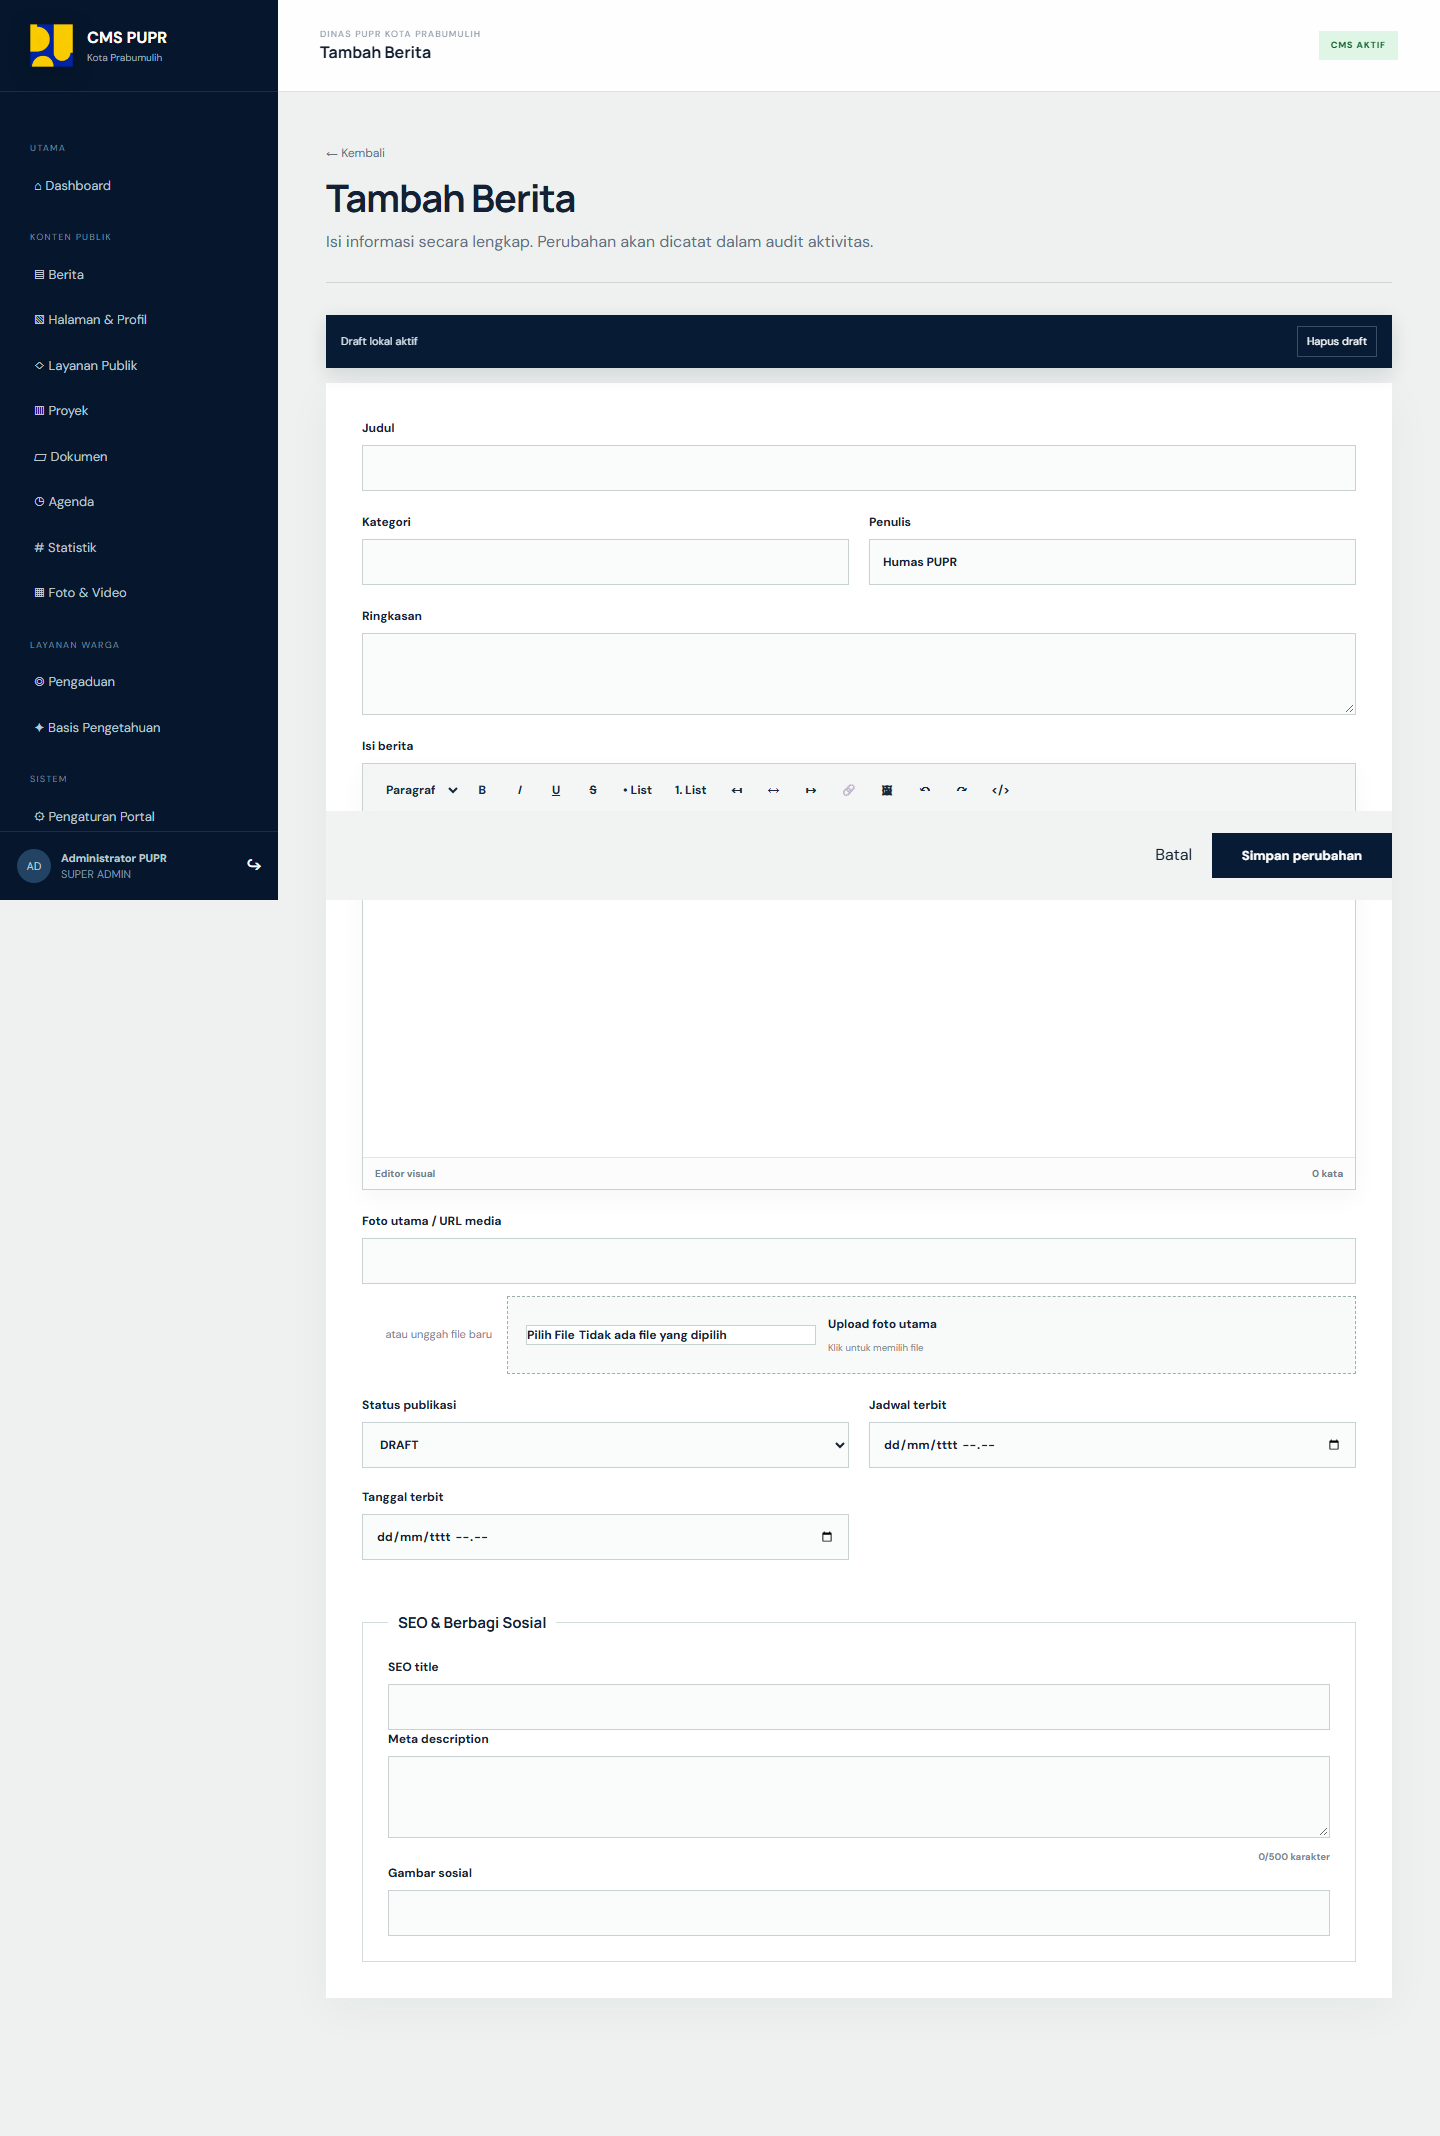 CMS PUPR
Kota Prabumulih
UTAMA
⌂ Dashboard
KONTEN PUBLIK
▤ Berita
▧ Halaman & Profil
◇ Layanan Publik
▥ Proyek
▱ Dokumen
◷ Agenda
# Statistik
▦ Foto & Video
LAYANAN WARGA
◎ Pengaduan
✦ Basis Pengetahuan
SISTEM
⚙ Pengaturan Portal
AD
Administrator PUPR
SUPER ADMIN
↪
DINAS PUPR KOTA PRABUMULIH
Tambah Berita
CMS AKTIF
← Kembali
Tambah Berita
Isi informasi secara lengkap. Perubahan akan dicatat dalam audit aktivitas.
Draft lokal aktif
Hapus draft
Judul
Kategori
Penulis
Humas PUPR
Ringkasan
Isi berita
Paragraf B I U S • List 1. List ↤ ↔ ↦ 🔗 🖼 ↶ ↷ </>
Batal
Simpan perubahan
Editor visual
0 kata
Foto utama / URL media
atau unggah file baru
Pilih File Tidak ada file yang dipilih
Upload foto utama
Klik untuk memilih file
Status publikasi
DRAFT
Jadwal terbit
dd/mm/tttt --.--
Tanggal terbit
dd/mm/tttt --.--
SEO & Berbagi Sosial
SEO title
Meta description
0/500 karakter
Gambar sosial